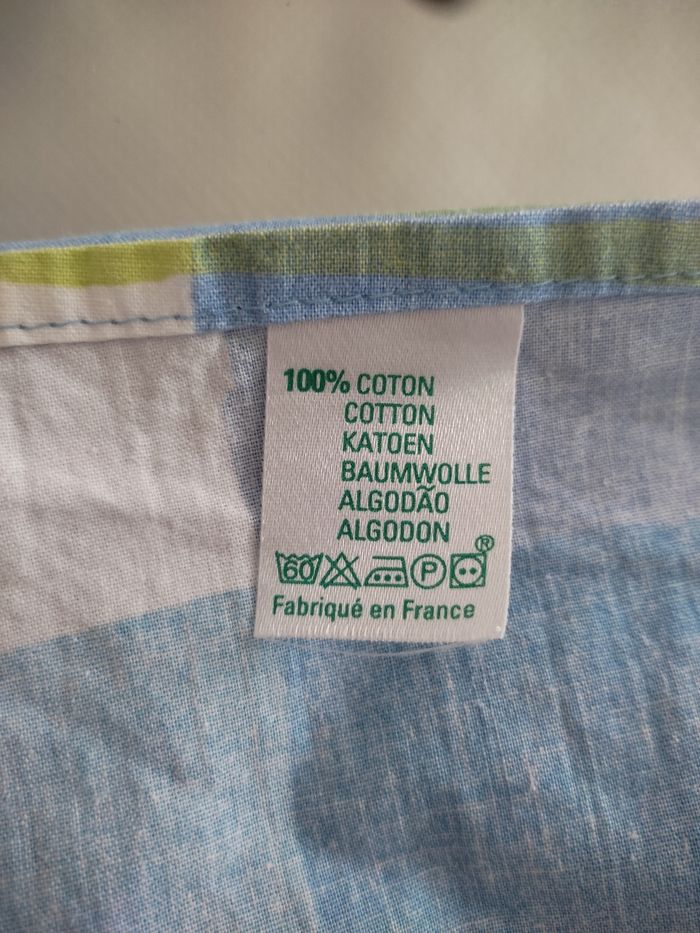 100% COTON
COTTON
KATOEN
BAUMWOLLE
ALGODÃO
ALGODON
60 P ®
Fabriqué en France